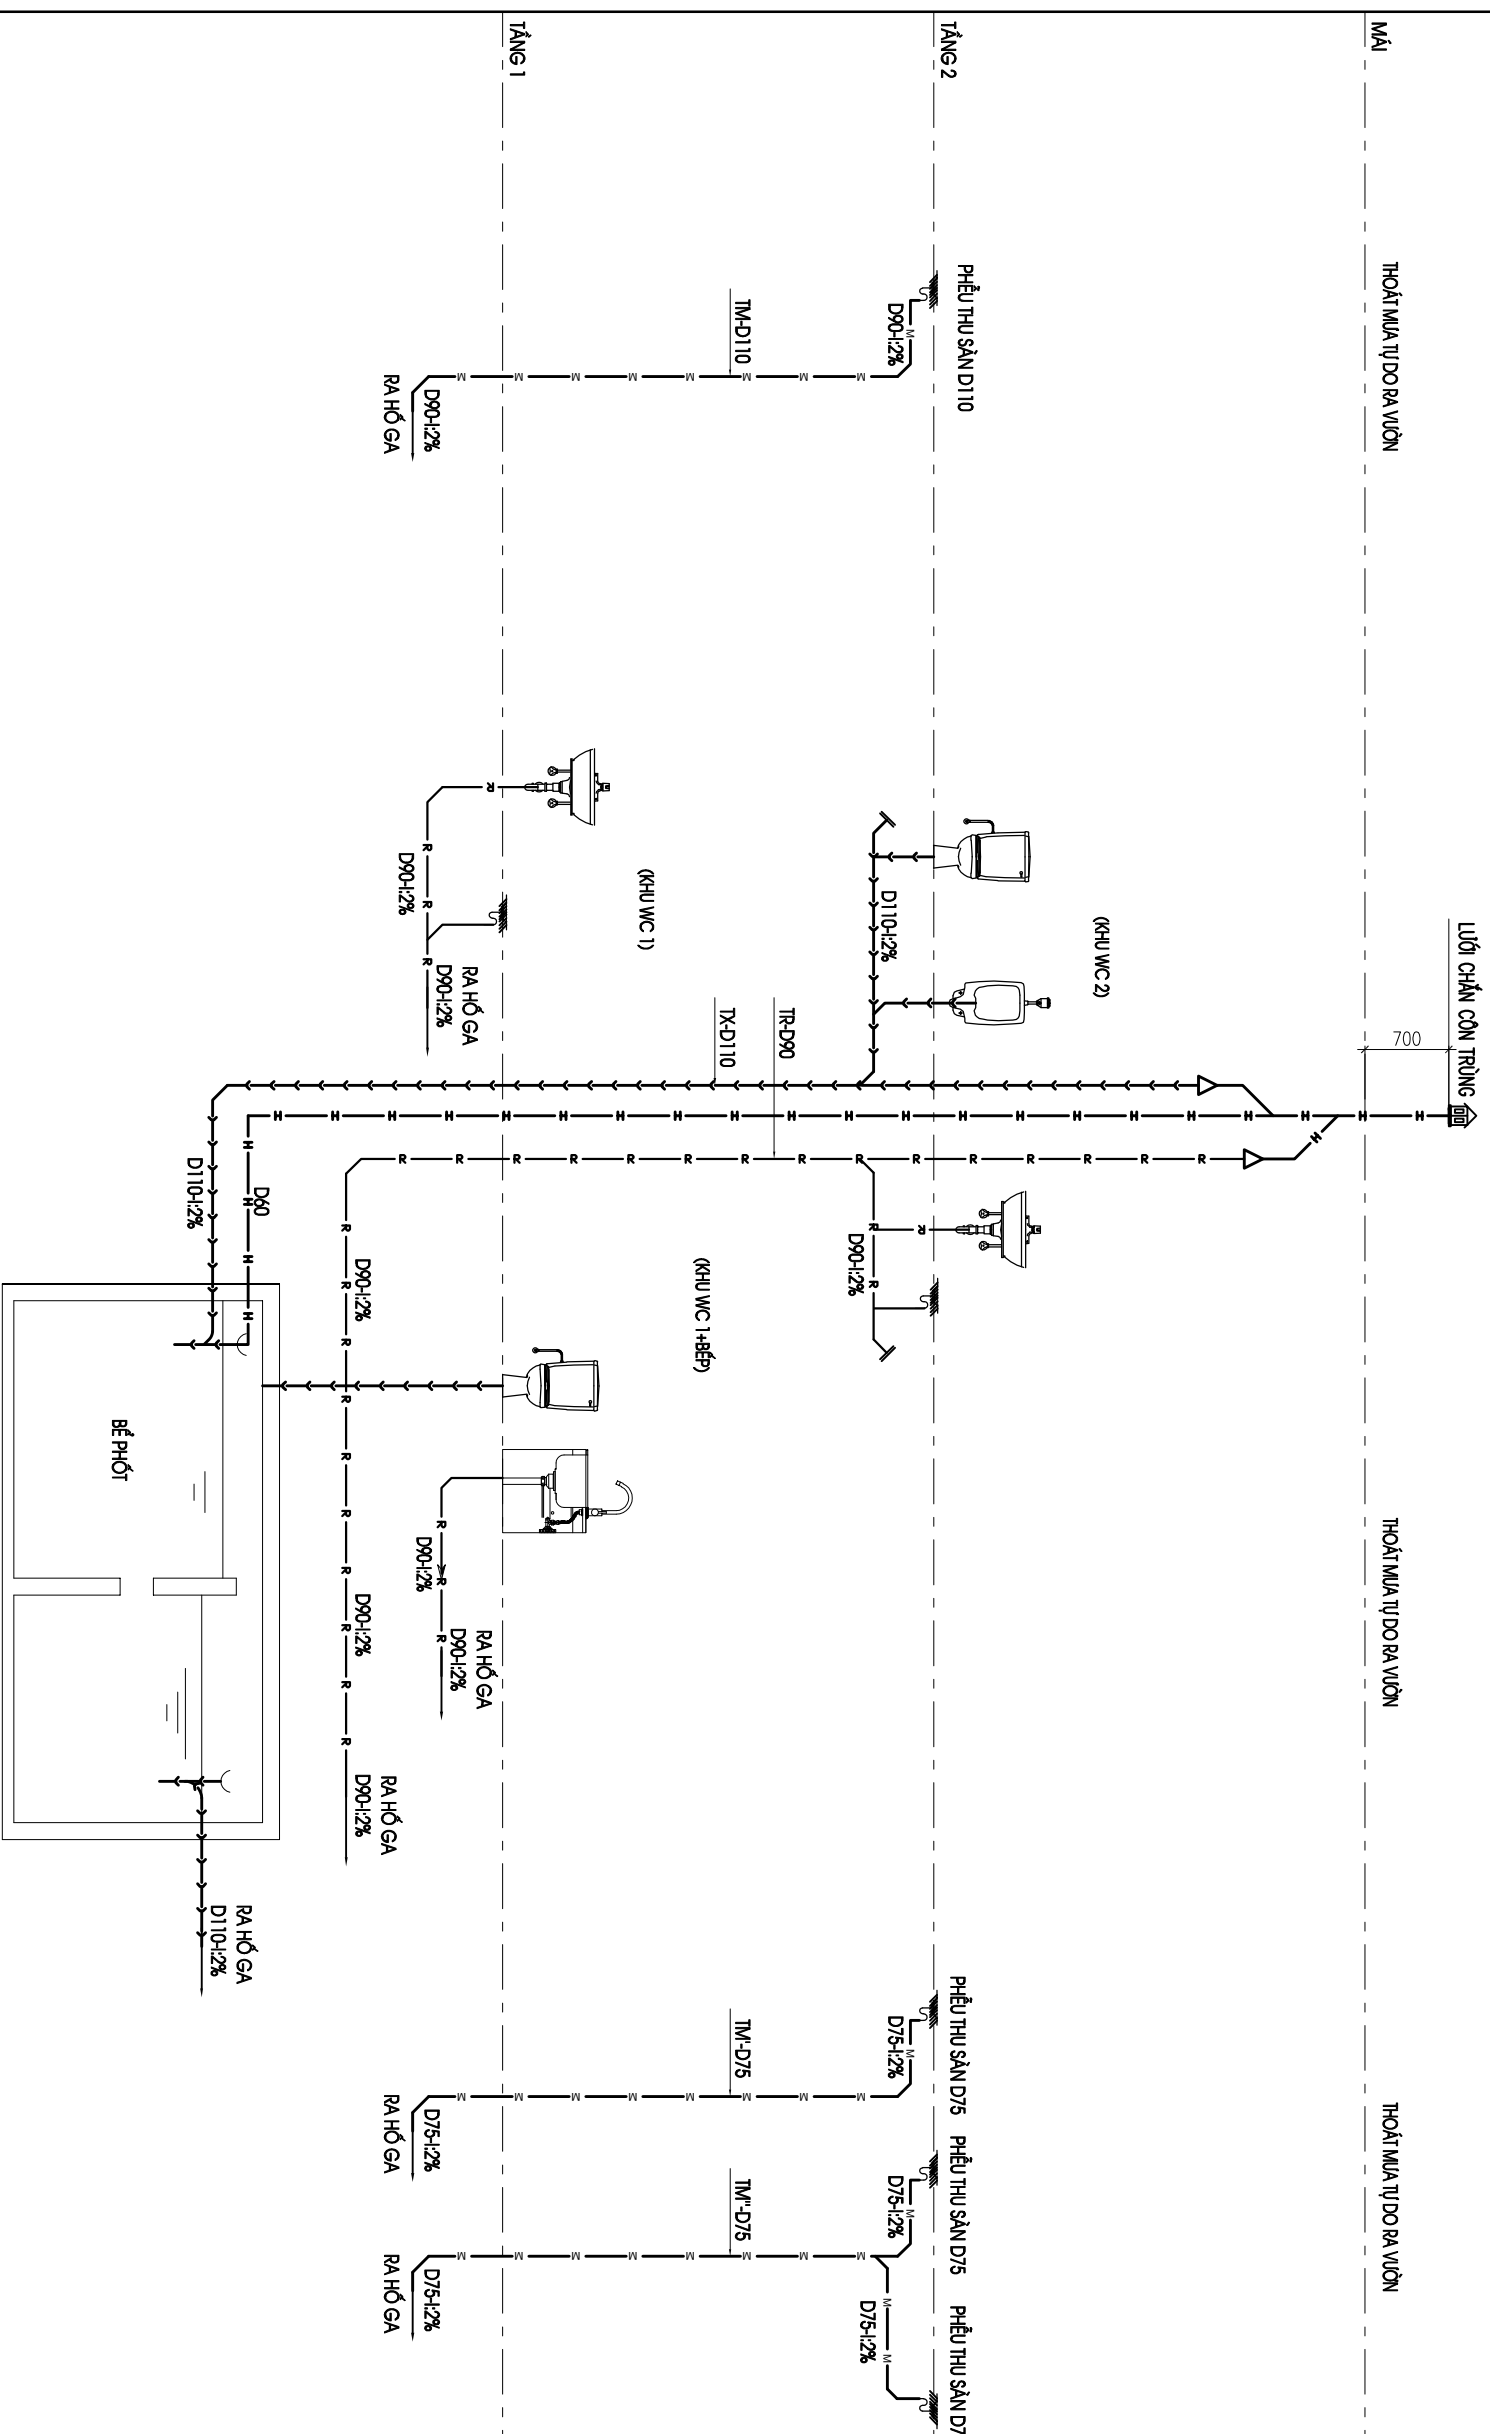 LƯỚI CHẮN CÔN TRÙNG
700
MÁI
THOÁT MƯA TỰ DO RA VƯỜN
THOÁT MƯA TỰ DO RA VƯỜN
THOÁT MƯA TỰ DO RA VƯỜN
(KHU WC 2)
TẦNG 2
PHỄU THU SÀN D110
PHỄU THU SÀN D75
PHỄU THU SÀN D75
PHỄU THU SÀN D7
D90-I:2%
D110-I:2%
D90-I:2%
D75-I:2%
D75-I:2%
D75-I:2%
TM-D110
TR-D90
TX-D110
TM'-D75
TM"-D75
(KHU WC 1)
(KHU WC 1+BẾP)
TẦNG 1
D90-I:2%
RA HỐ GA
D90-I:2%
RA HỐ GA
D90-I:2%
D90-I:2%
RA HỐ GA
D90-I:2%
D75-I:2%
RA HỐ GA
D75-I:2%
RA HỐ GA
D90-I:2%
D90-I:2%
RA HỐ GA
D90-I:2%
D60
D110-I:2%
BỂ PHỐT
RA HỐ GA
D110-I:2%